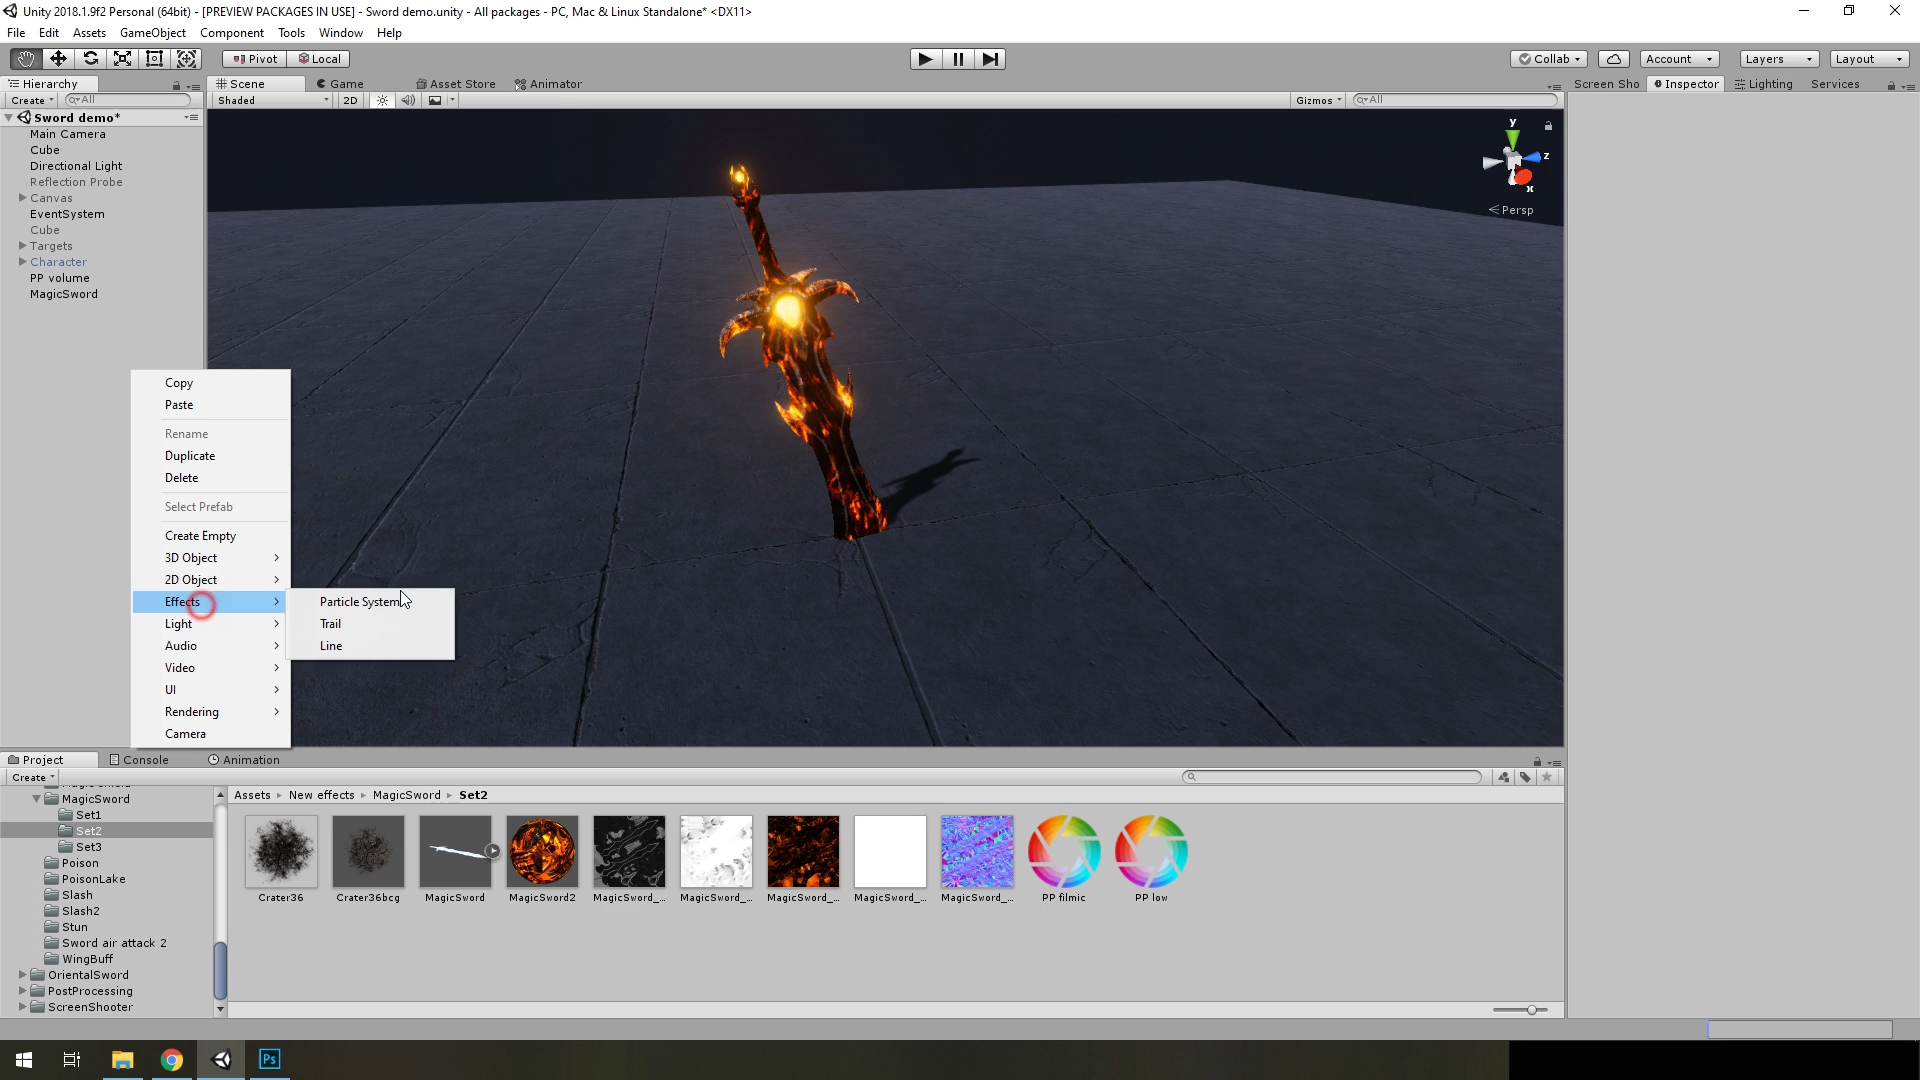 Unity 2018.1.9f2 Personal (64bit) - [PREVIEW PACKAGES IN USE] - Sword demo.unity - All packages - PC, Mac & Linux Standalone* <DX11>
File Edit Assets GameObject Component Tools Window Help
Pivot Local Collab Account Layers Layout
Hierarchy Scene Game Asset Store Animator Screen Sho Inspector Lighting Services
Create All Shaded 2D Gizmos All
Sword demo*
Main Camera
Cube
Directional Light
Reflection Probe
Canvas
EventSystem
Cube
Targets
Character
PP volume
MagicSword
y
z
x
Persp
Copy
Paste
Rename
Duplicate
Delete
Select Prefab
Create Empty
3D Object
2D Object
Effects
Light
Audio
Video
UI
Rendering
Camera
Particle System
Trail
Line
Project Console Animation
Create
MagicSword
Set1
Set2
Set3
Poison
PoisonLake
Slash
Slash2
Stun
Sword air attack 2
WingBuff
OrientalSword
PostProcessing
ScreenShooter
Assets New effects MagicSword Set2
Crater36 Crater36bcg MagicSword MagicSword2 MagicSword_... MagicSword_... MagicSword_... MagicSword_... MagicSword_... PP filmic PP low
Ps